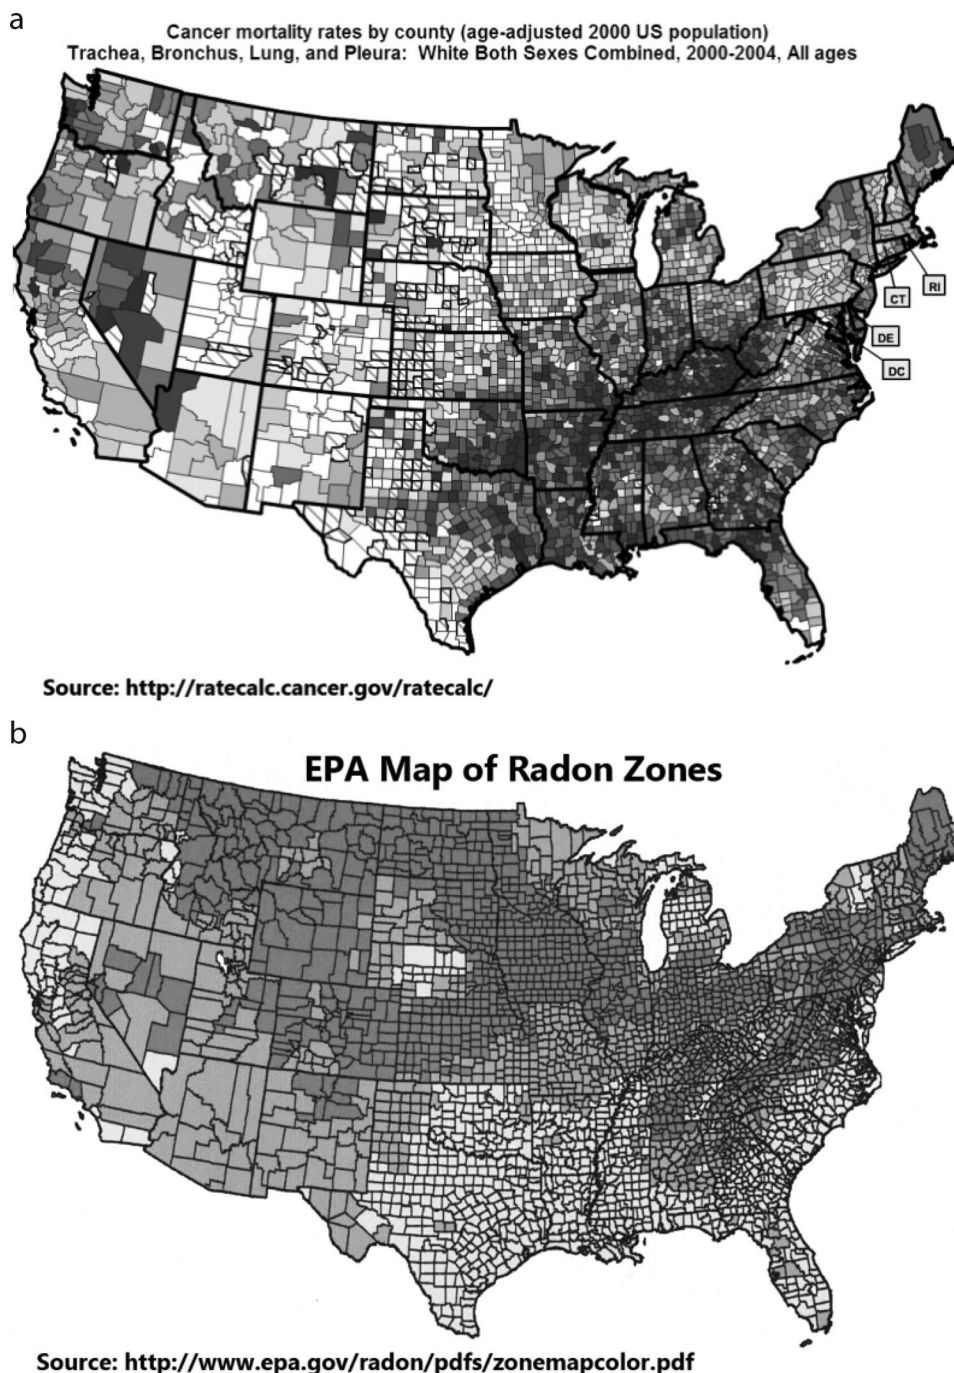 a
Cancer mortality rates by county (age-adjusted 2000 US population)
Trachea, Bronchus, Lung, and Pleura: White Both Sexes Combined, 2000-2004, All ages
RI
CT
DE
DC
Source: http://ratecalc.cancer.gov/ratecalc/
b
EPA Map of Radon Zones
Source: http://www.epa.gov/radon/pdfs/zonemapcolor.pdf